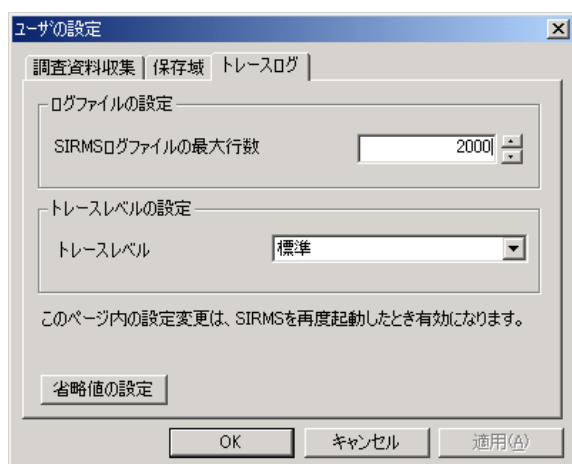 ユーザの設定
調査資料収集 保存域 トレースログ
ログファイルの設定
SIRMSログファイルの最大行数 2000
トレースレベルの設定
トレースレベル 標準
このページ内の設定変更は、SIRMSを再度起動したとき有効になります。
省略値の設定
OK キャンセル 適用(A)